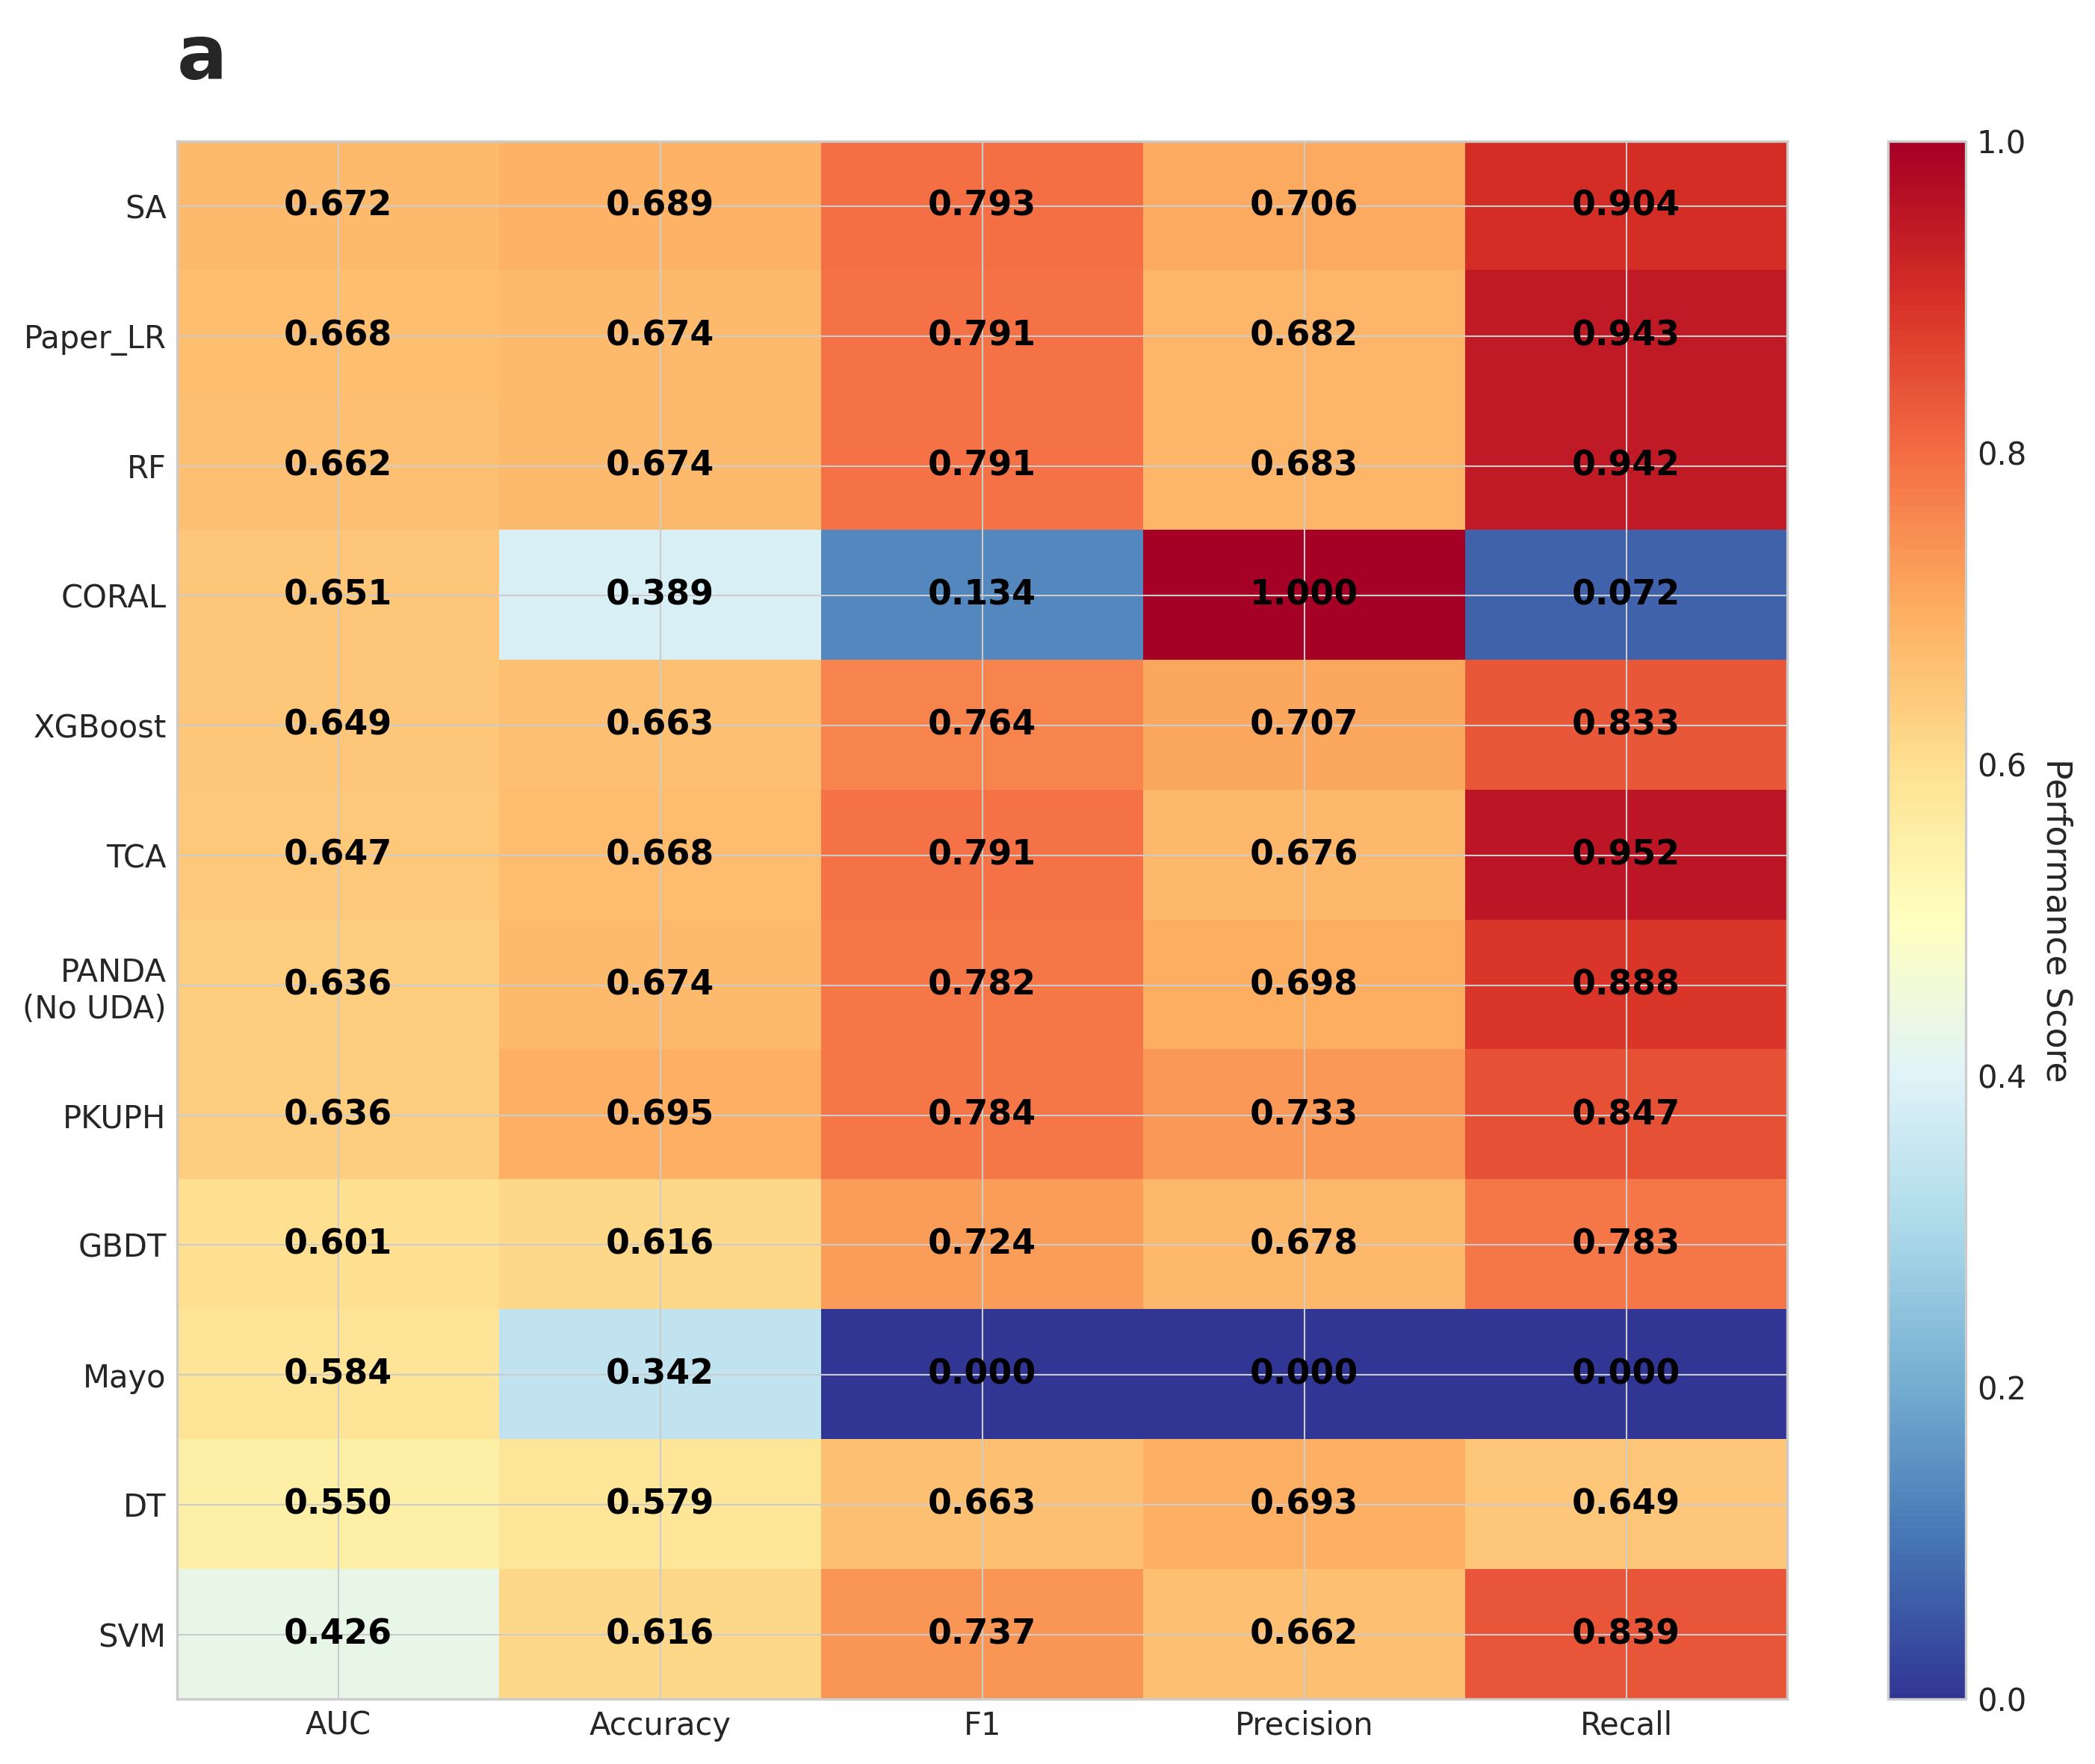 a
SA 0.672 0.689 0.793 0.706 0.904
Paper_LR 0.668 0.674 0.791 0.682 0.943
RF 0.662 0.674 0.791 0.683 0.942
CORAL 0.651 0.389 0.134 1.000 0.072
XGBoost 0.649 0.663 0.764 0.707 0.833
TCA 0.647 0.668 0.791 0.676 0.952
PANDA
(No UDA) 0.636 0.674 0.782 0.698 0.888
PKUPH 0.636 0.695 0.784 0.733 0.847
GBDT 0.601 0.616 0.724 0.678 0.783
Mayo 0.584 0.342 0.000 0.000 0.000
DT 0.550 0.579 0.663 0.693 0.649
SVM 0.426 0.616 0.737 0.662 0.839
AUC Accuracy F1 Precision Recall
1.0
0.8
0.6
0.4
0.2
0.0
Performance Score